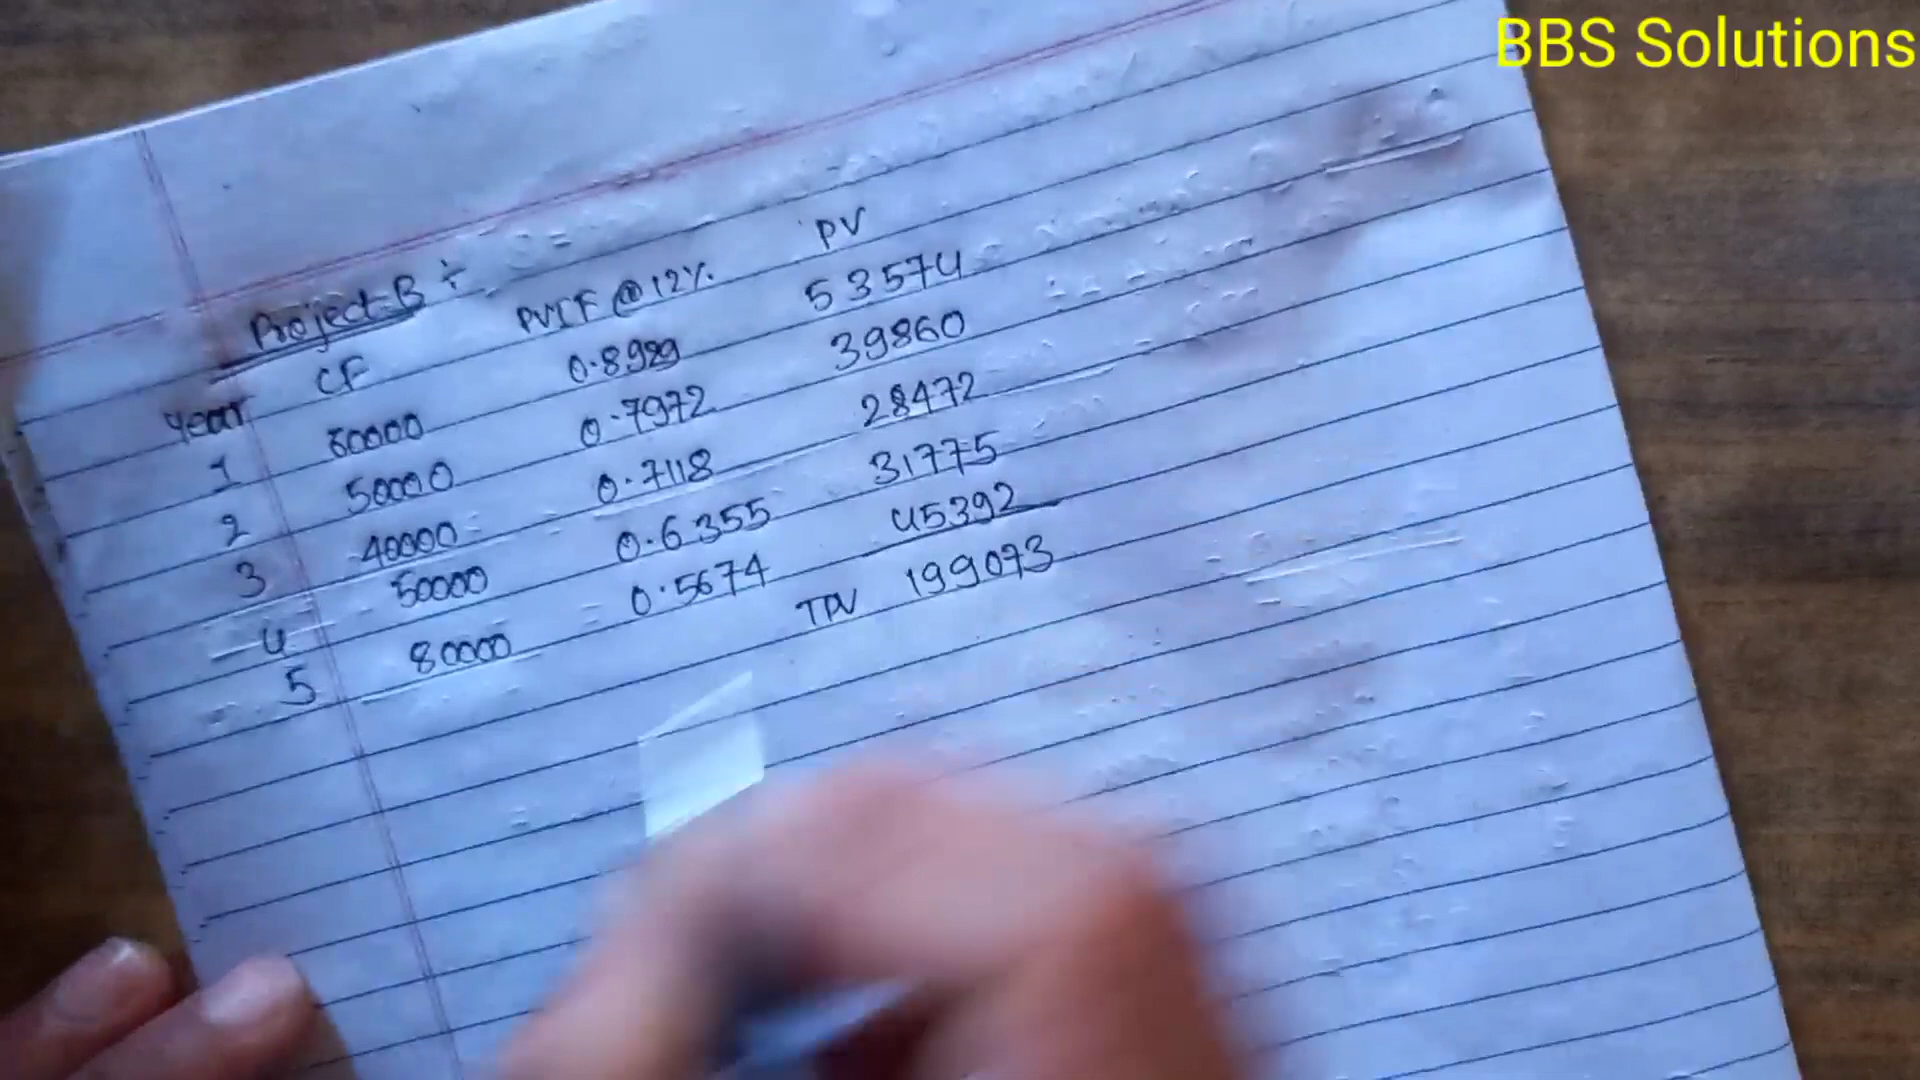 BBS Solutions
Project-B ÷
Year CF PVIF @ 12% PV
1 60000 0.8929 53574
2 50000 0.7972 39860
3 40000 0.7118 28472
4 50000 0.6355 31775
5 80000 0.5674 45392
TPV 199073